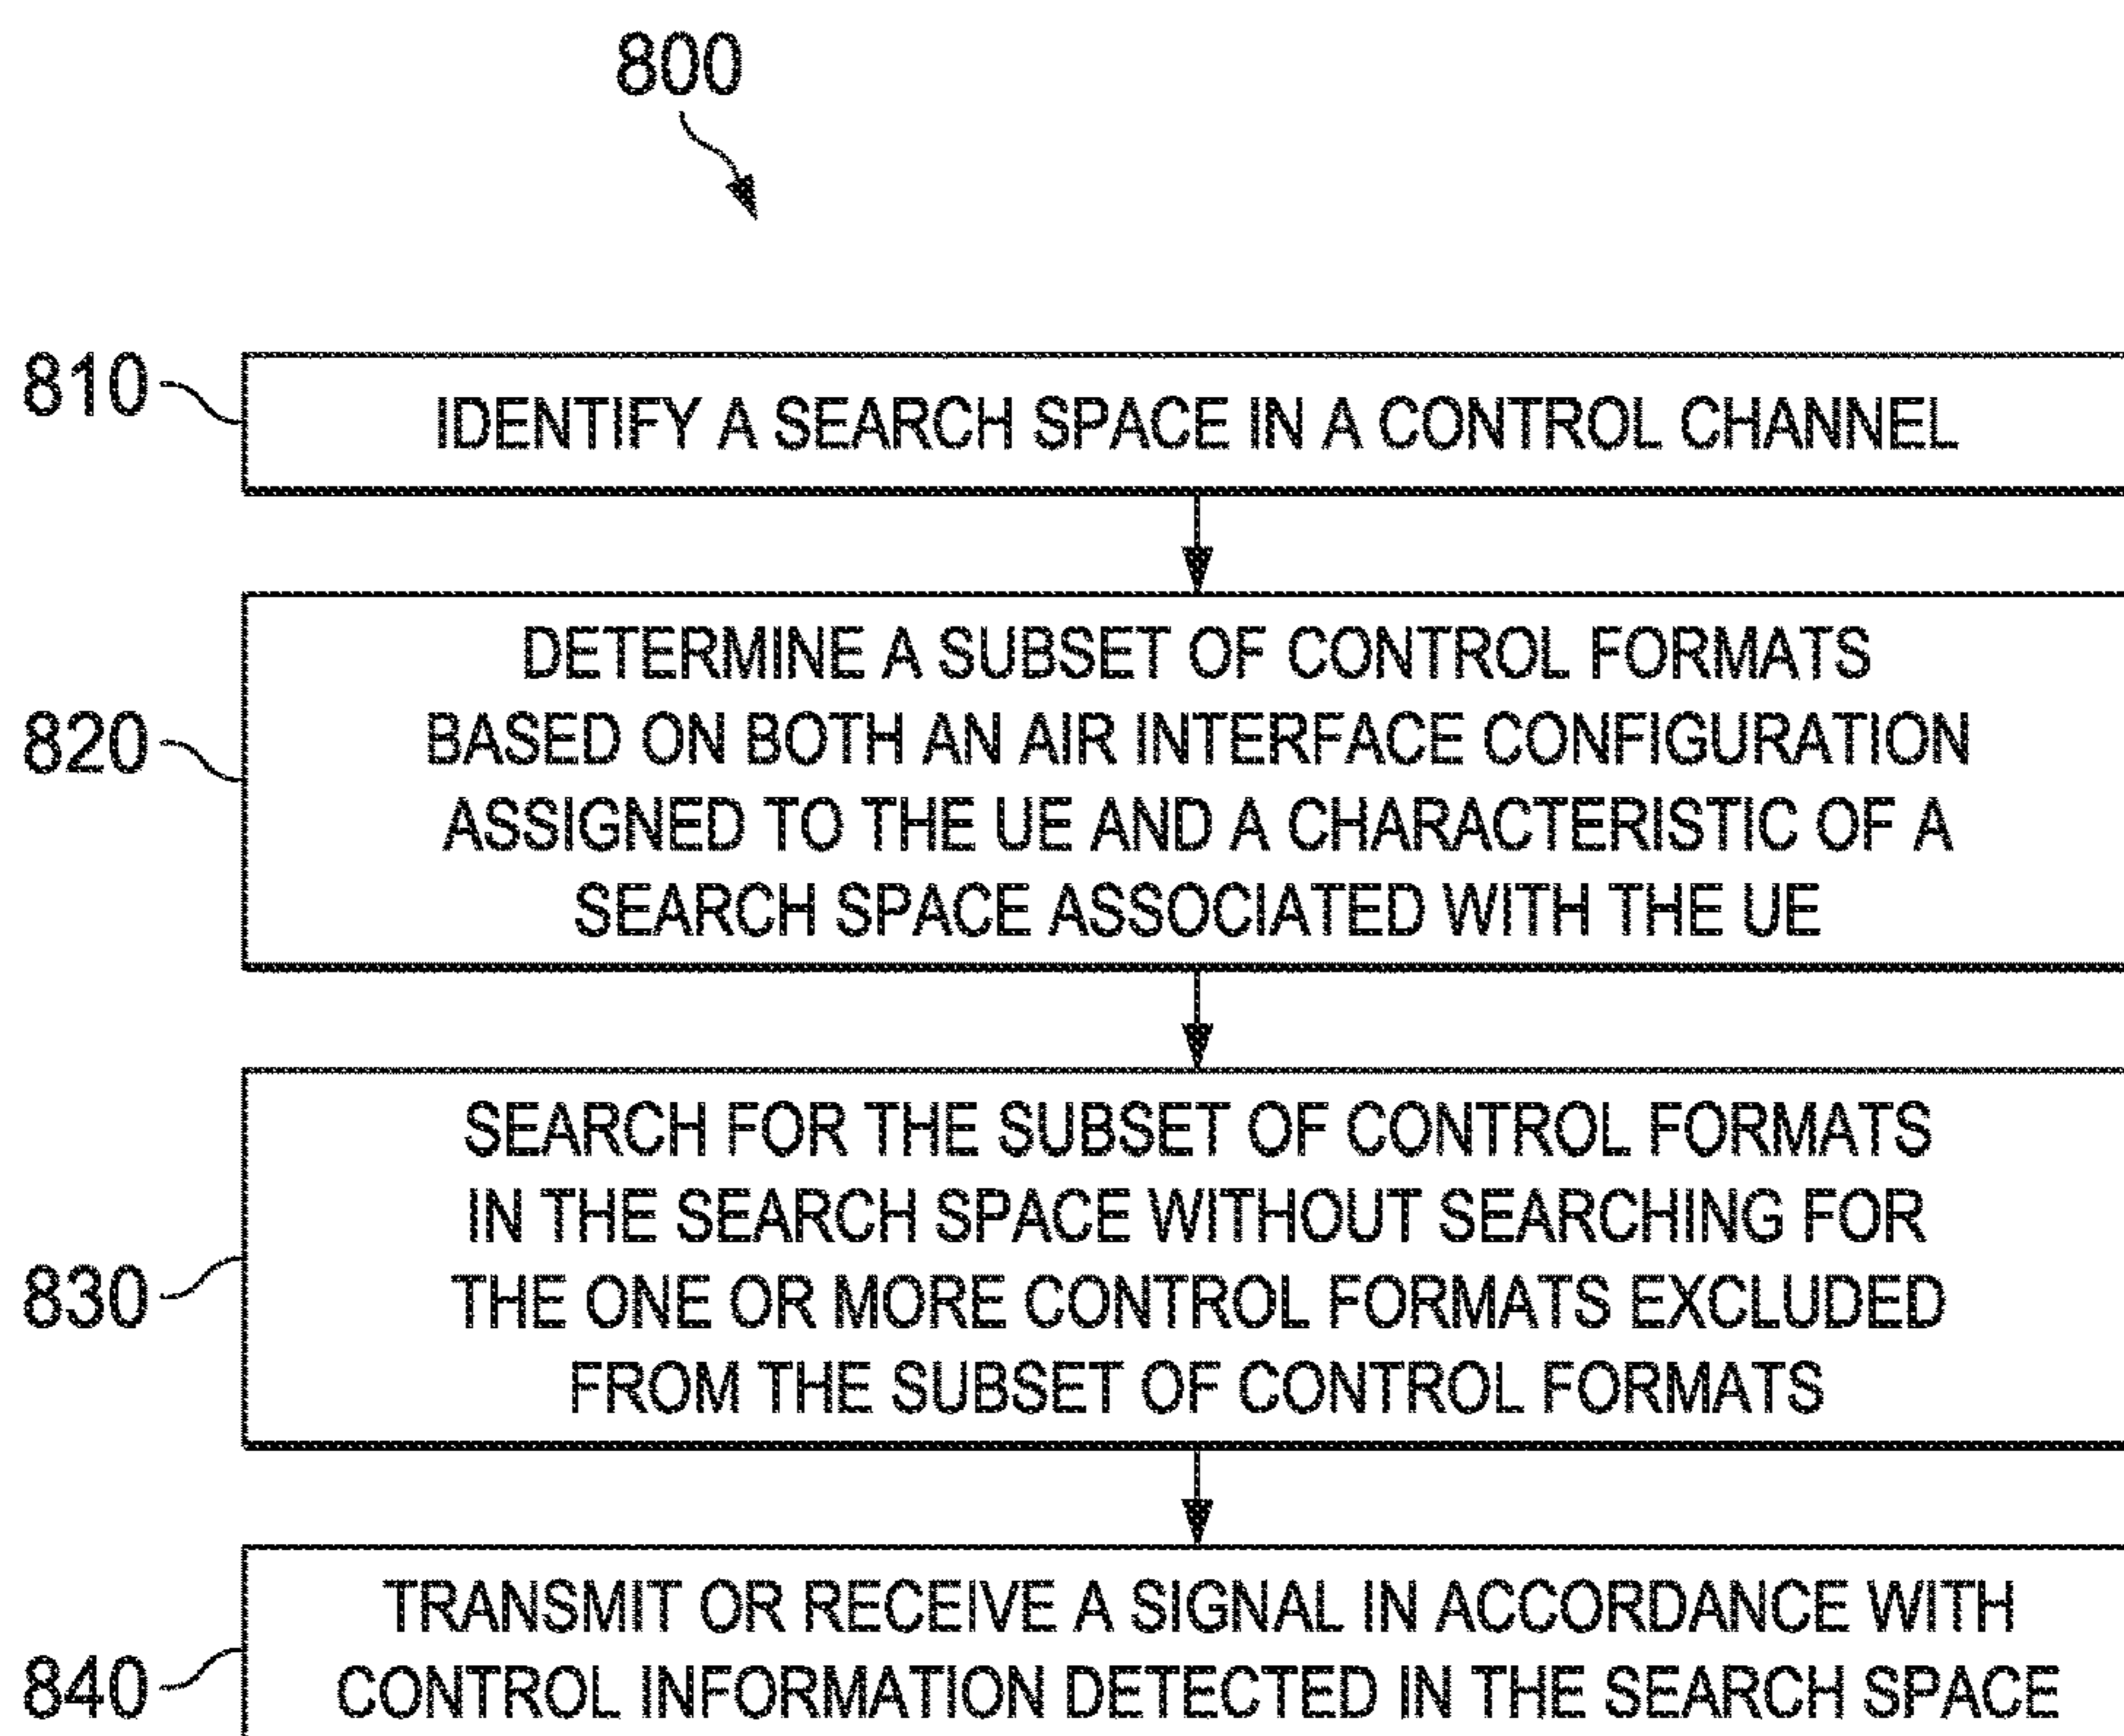 800
810
IDENTIFY A SEARCH SPACE IN A CONTROL CHANNEL
820
DETERMINE A SUBSET OF CONTROL FORMATS
BASED ON BOTH AN AIR INTERFACE CONFIGURATION
ASSIGNED TO THE UE AND A CHARACTERISTIC OF A
SEARCH SPACE ASSOCIATED WITH THE UE
830
SEARCH FOR THE SUBSET OF CONTROL FORMATS
IN THE SEARCH SPACE WITHOUT SEARCHING FOR
THE ONE OR MORE CONTROL FORMATS EXCLUDED
FROM THE SUBSET OF CONTROL FORMATS
840
TRANSMIT OR RECEIVE A SIGNAL IN ACCORDANCE WITH
CONTROL INFORMATION DETECTED IN THE SEARCH SPACE